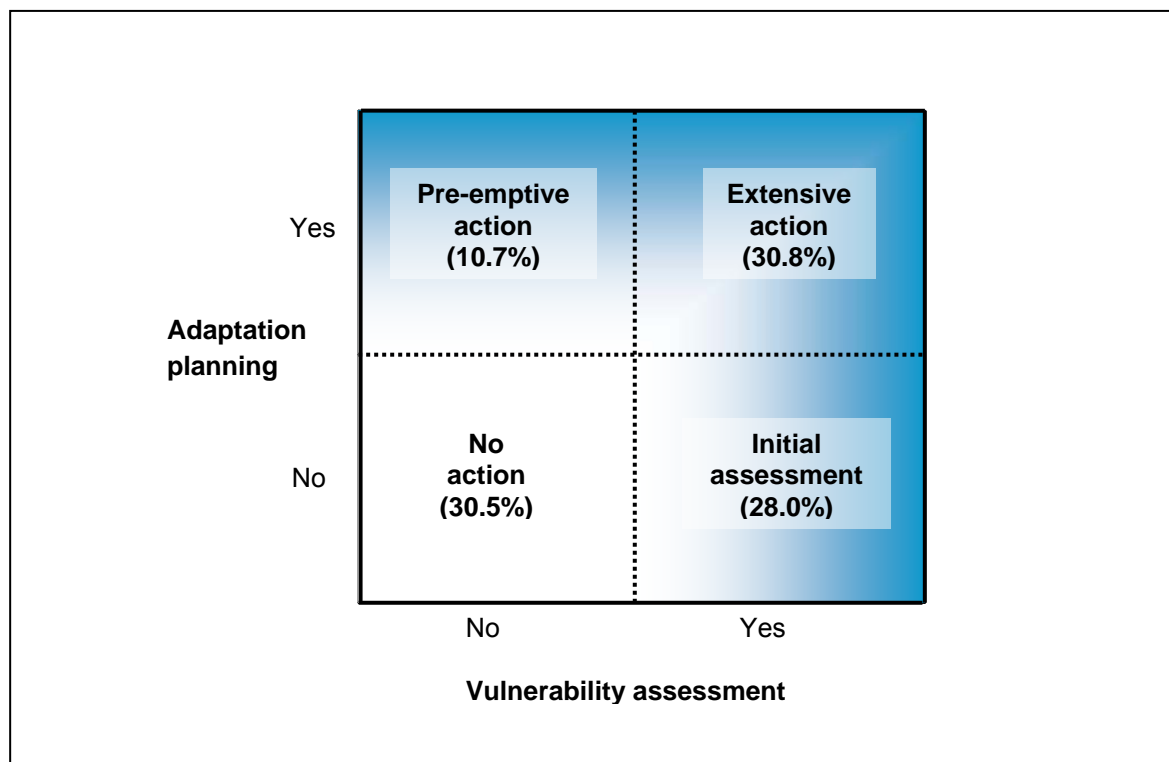 Pre-emptive
action
(10.7%)
Extensive
action
(30.8%)
Yes
Adaptation
planning
No
action
(30.5%)
Initial
assessment
(28.0%)
No
No
Yes
Vulnerability assessment